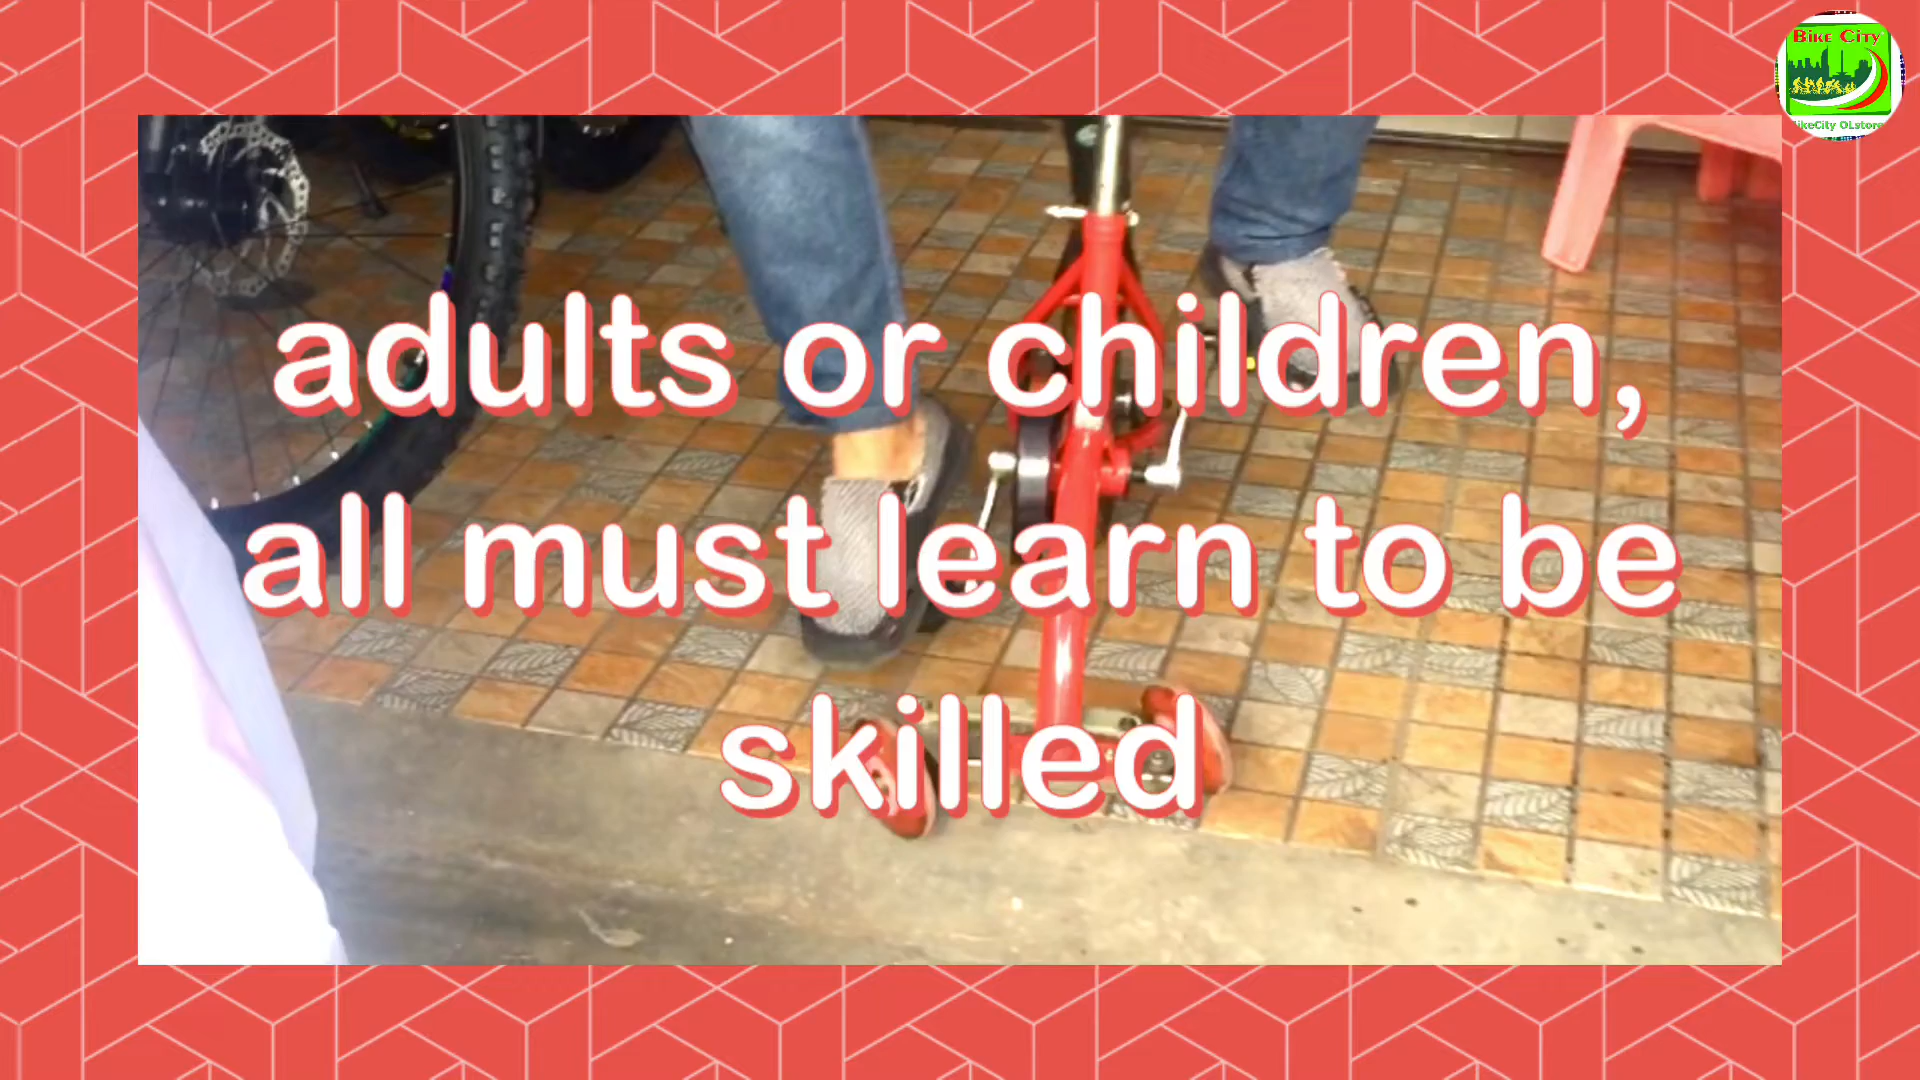 BIKE CITY
BikeCity OLstore
adults or children,
all must learn to be
skilled